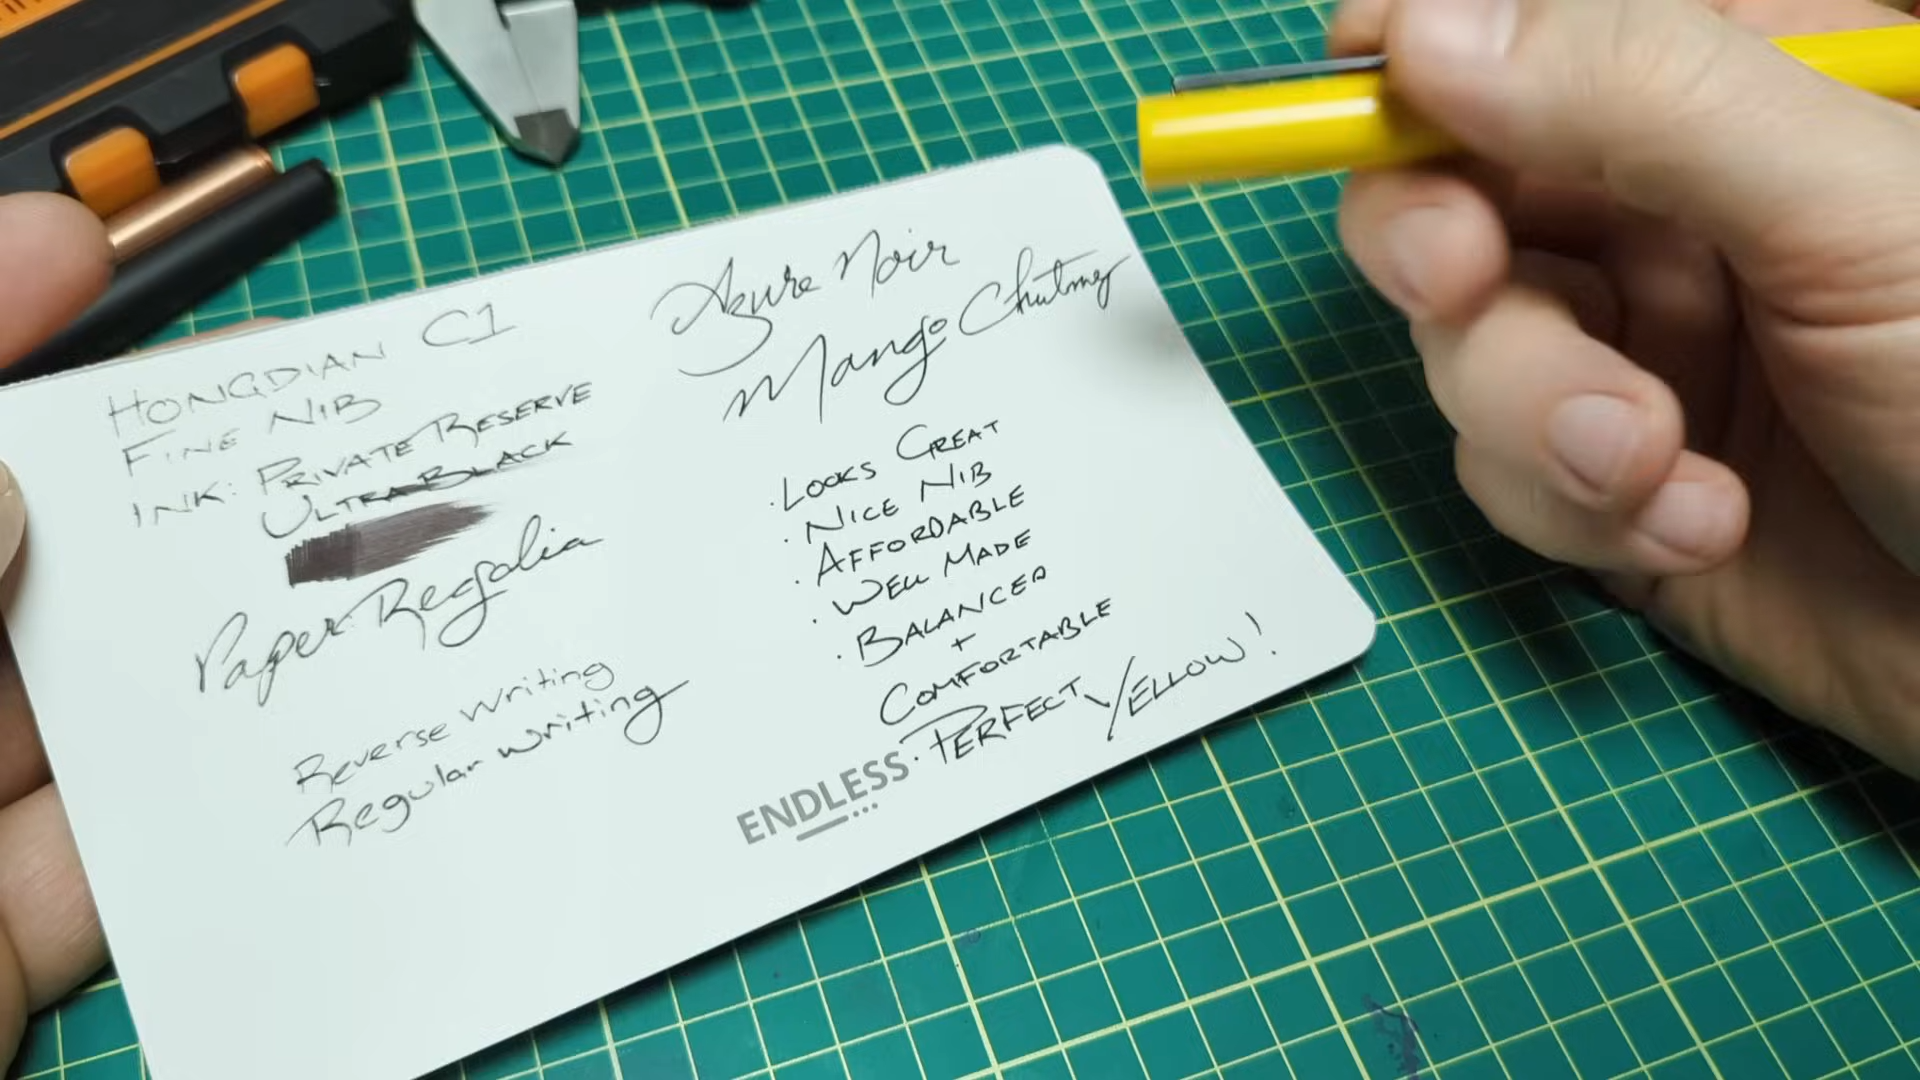 HONGDIAN C1
FINE NIB
INK: PRIVATE RESERVE
ULTRA BLACK
Paper Regalia
Reverse writing
Regular writing
Azure Noir
Mango Chutney
· LOOKS GREAT
· NICE NIB
· AFFORDABLE
· WELL MADE
· BALANCED
+
COMFORTABLE
· PERFECT YELLOW!
ENDLESS